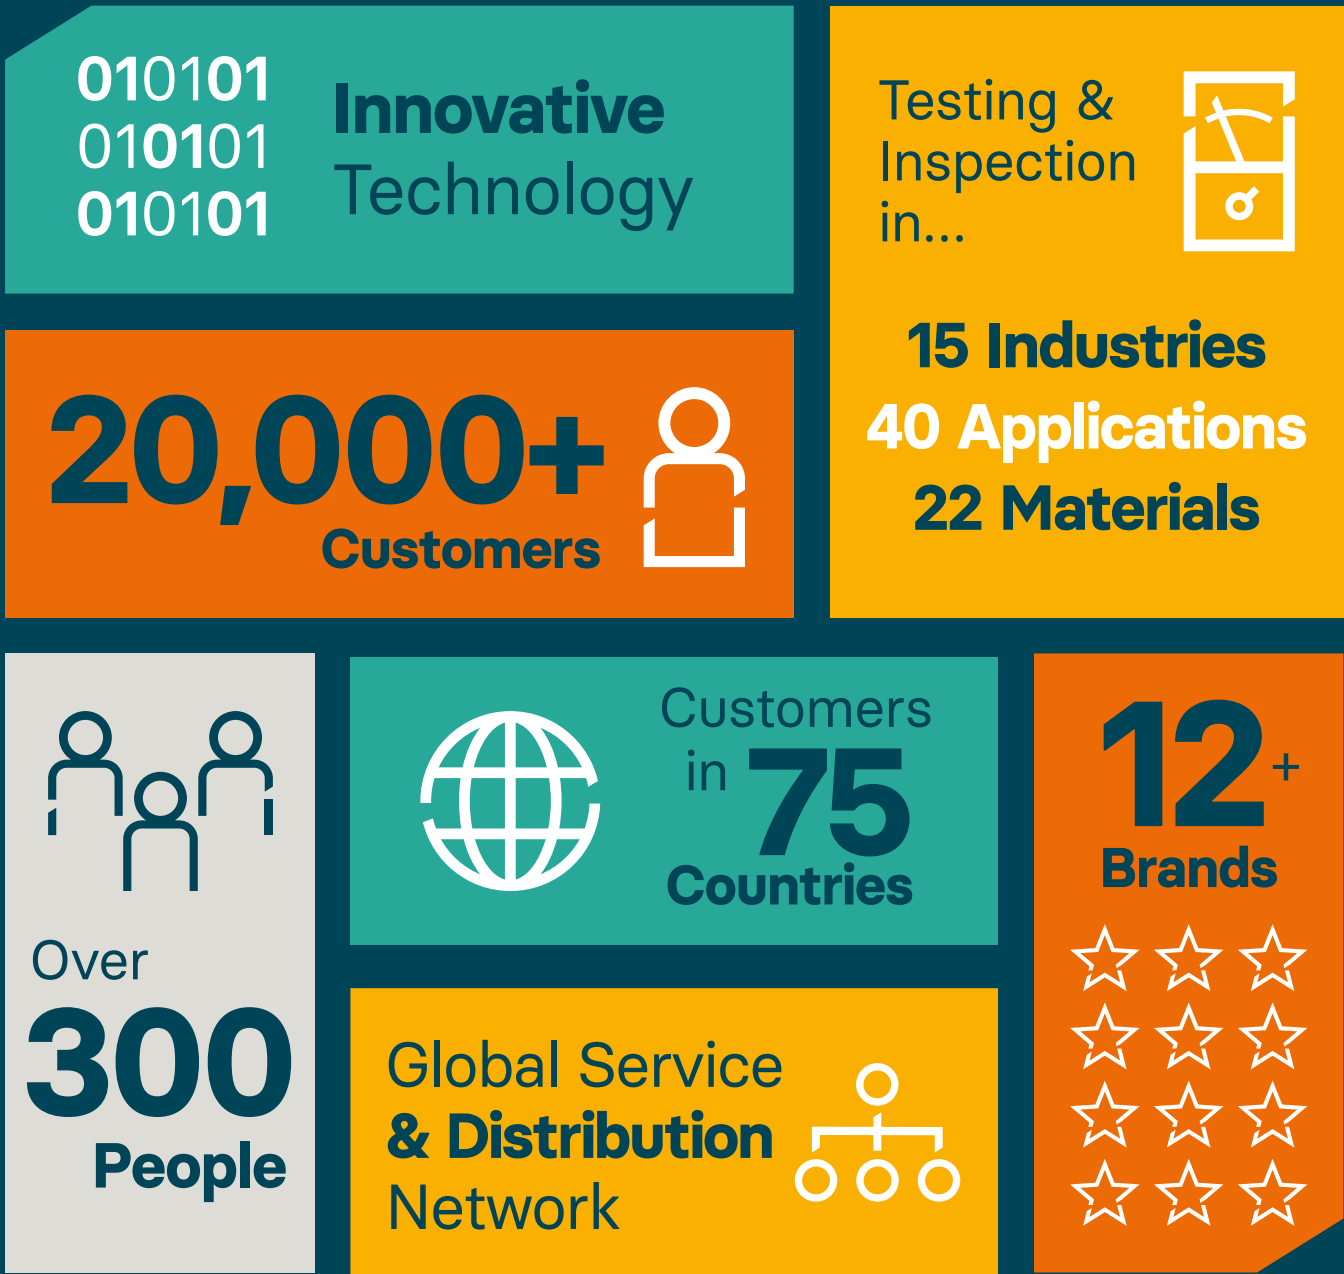 010101
010101
010101
Innovative
Technology
Testing &
Inspection
in...
15 Industries
40 Applications
22 Materials
20,000+
Customers
Over
300
People
Customers
in 75
Countries
12+
Brands
Global Service
& Distribution
Network